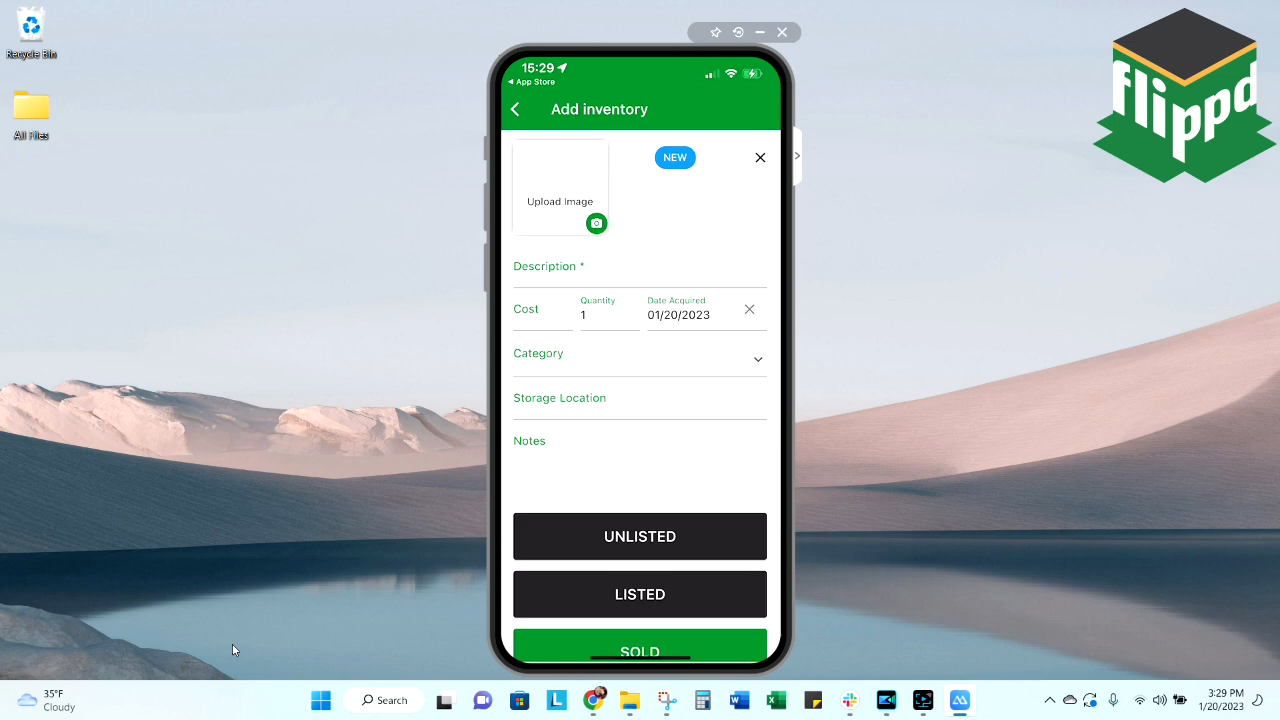 Recycle Bin
All Files
15:29
App Store
Add inventory
NEW
Upload Image
Description *
Cost
Quantity
1
Date Acquired
01/20/2023
Category
Storage Location
Notes
UNLISTED
LISTED
SOLD
flippd
35°F
Cloudy
Search
3:29 PM
1/20/2023